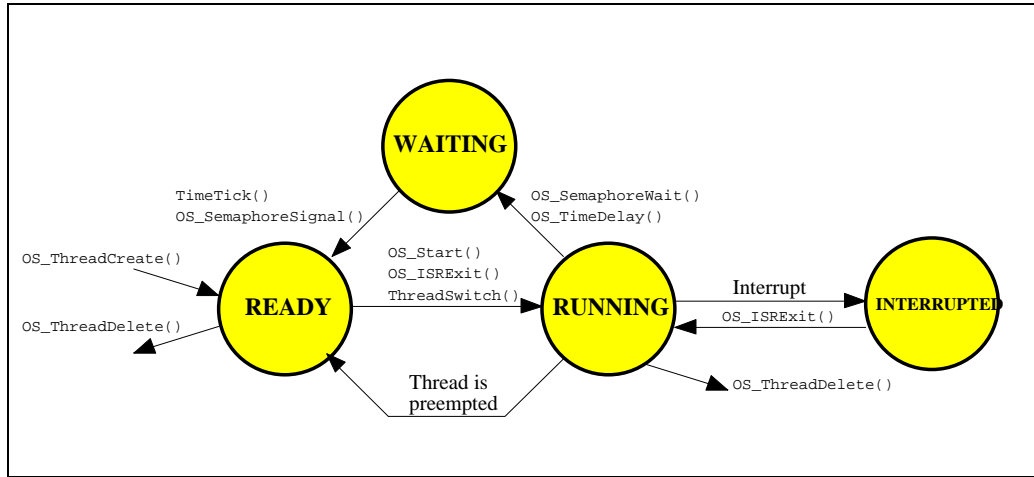 WAITING
TimeTick()
OS_SemaphoreSignal()
OS_SemaphoreWait()
OS_TimeDelay()
OS_ThreadCreate()
OS_Start()
OS_ISRExit()
ThreadSwitch()
READY
RUNNING
Interrupt
INTERRUPTED
OS_ISRExit()
OS_ThreadDelete()
Thread is
preempted
OS_ThreadDelete()